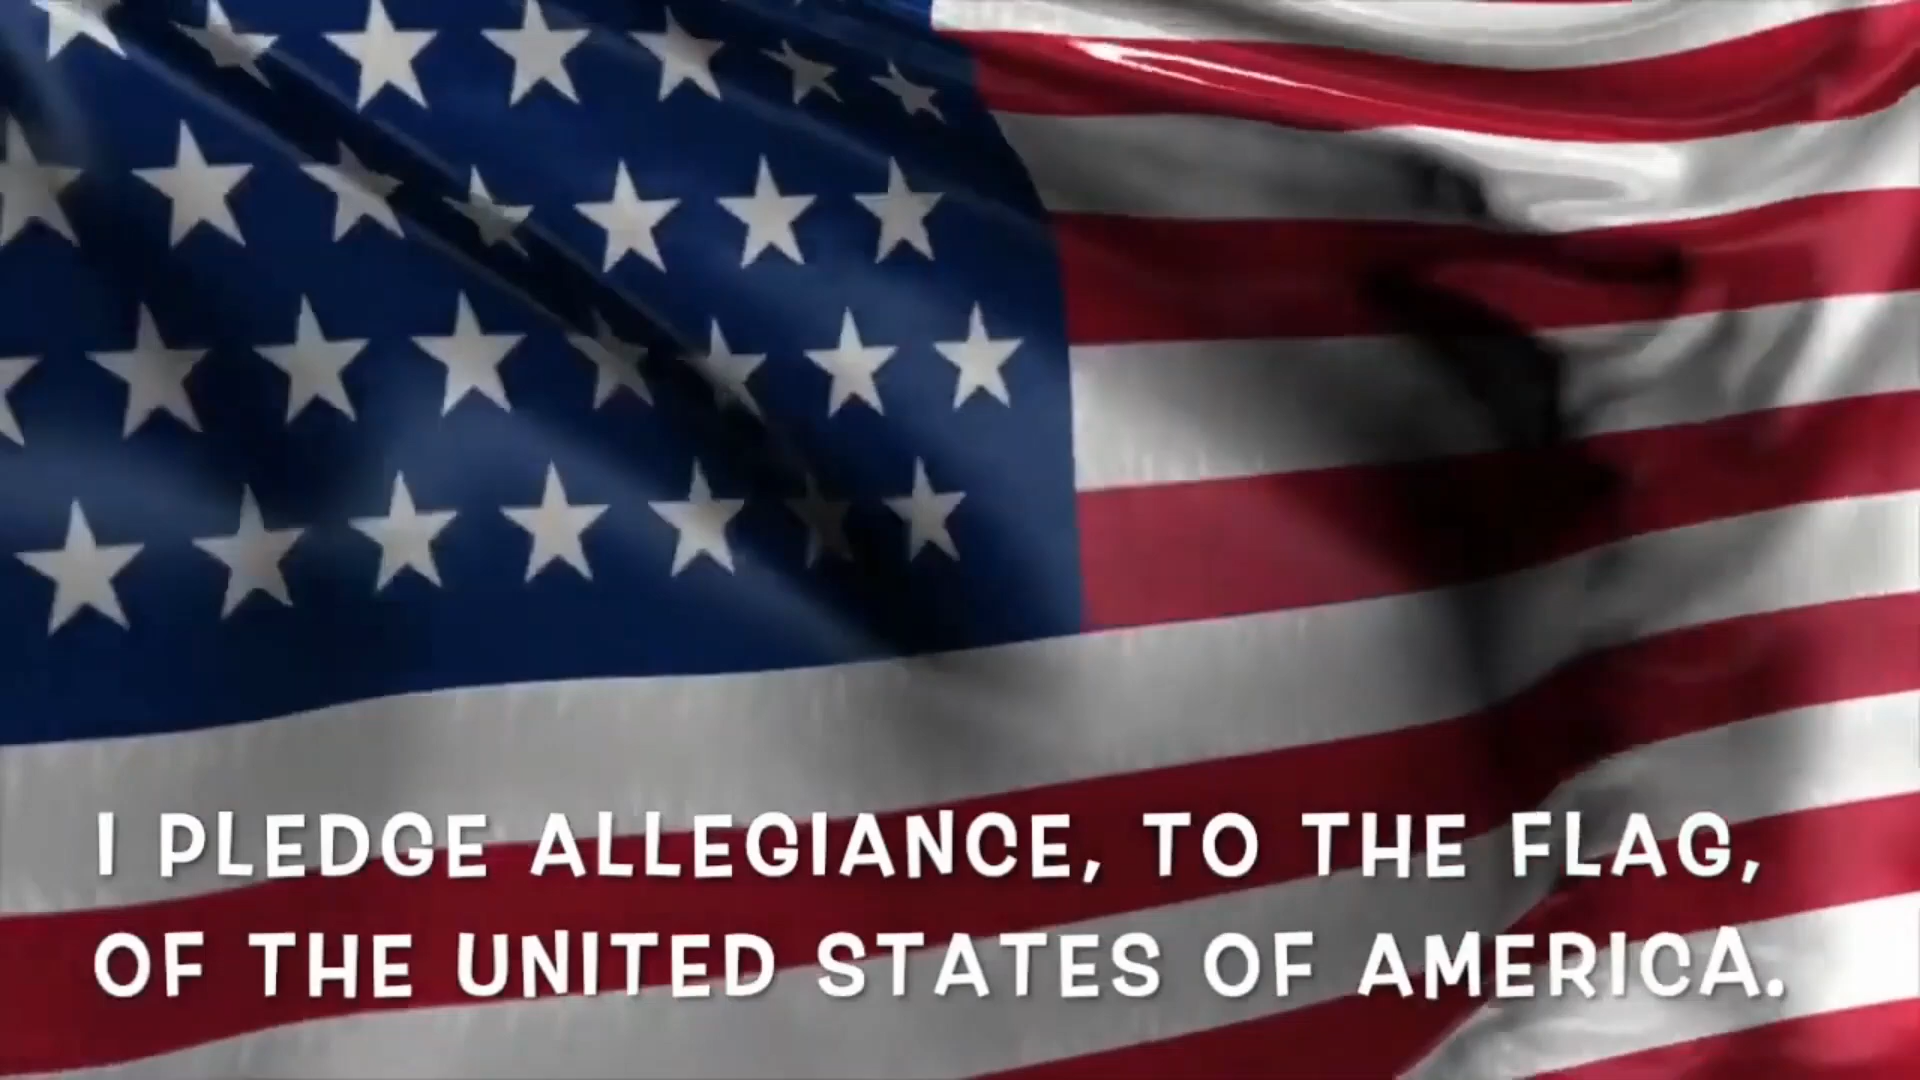 I PLEDGE ALLEGIANCE, TO THE FLAG,
OF THE UNITED STATES OF AMERICA.